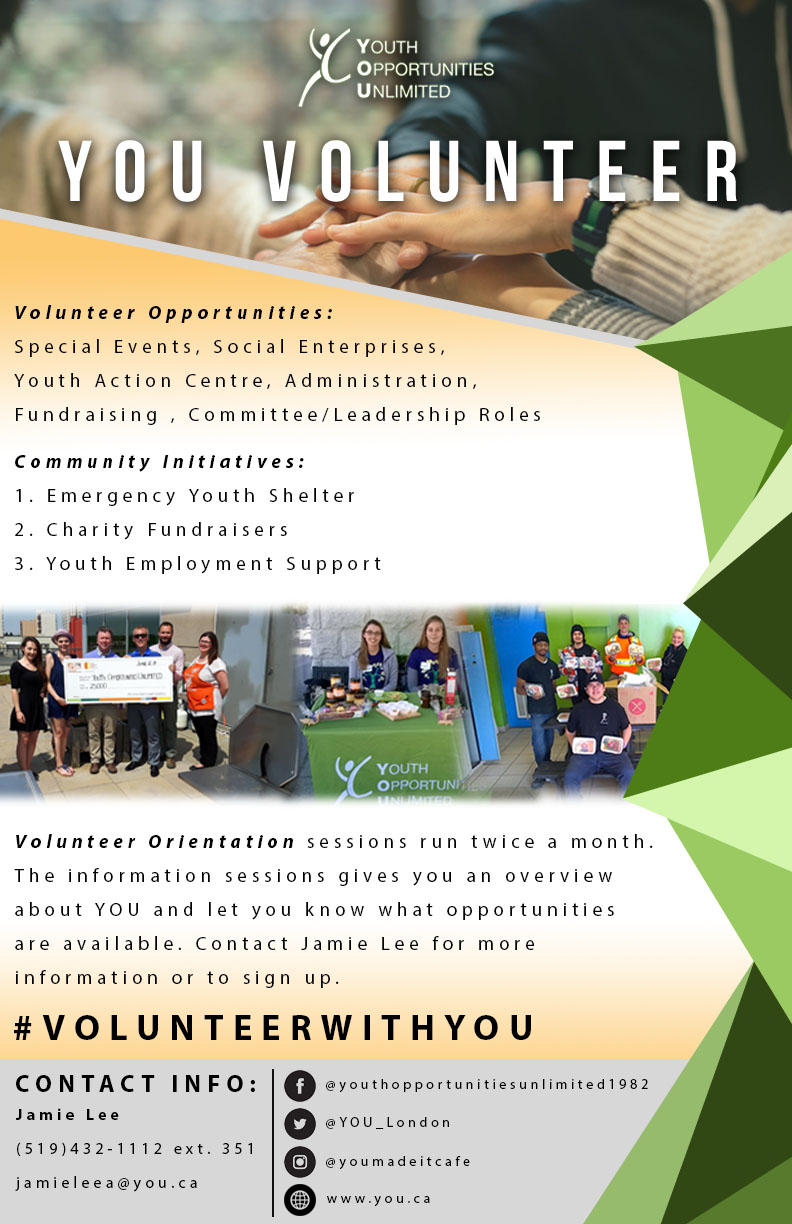 YOUTH
OPPORTUNITIES
UNLIMITED
YOU VOLUNTEER
Volunteer Opportunities:
Special Events, Social Enterprises,
Youth Action Centre, Administration,
Fundraising , Committee/Leadership Roles
Community Initiatives:
1. Emergency Youth Shelter
2. Charity Fundraisers
3. Youth Employment Support
Youth Opportunities Unlimited
YOUTH
OPPORTUNITIES
UNLIMITED
Volunteer Orientation sessions run twice a month.
The information sessions gives you an overview
about YOU and let you know what opportunities
are available. Contact Jamie Lee for more
information or to sign up.
#VOLUNTEERWITHYOU
CONTACT INFO:
Jamie Lee
(519)432-1112 ext. 351
jamieleea@you.ca
@youthopportunitiesunlimited1982
@YOU_London
@youmadeitcafe
www.you.ca